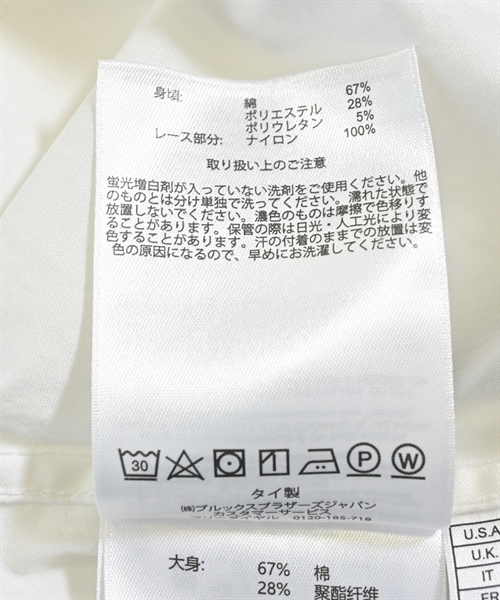 身頃: 綿 67%
ポリエステル 28%
ポリウレタン 5%
レース部分: ナイロン 100%
取り扱い上のご注意
蛍光増白剤が入っていない洗剤をご使用ください。他
のものとは分け単独で洗ってください。濡れた状態で
放置しないでください。濃色のものは摩擦で色移りす
ることがあります。保管の際は日光・人工光により変
色することがあります。汗の付着のままでの放置は変
色の原因になるので、早めにお洗濯してください。
30
P
W
タイ製
㈱ブルックスブラザーズジャパン
カスタマーサービス
0120-185-718
大身: 67% 棉
28% 聚酯纤维
U.S.A
U.K.
IT
FR